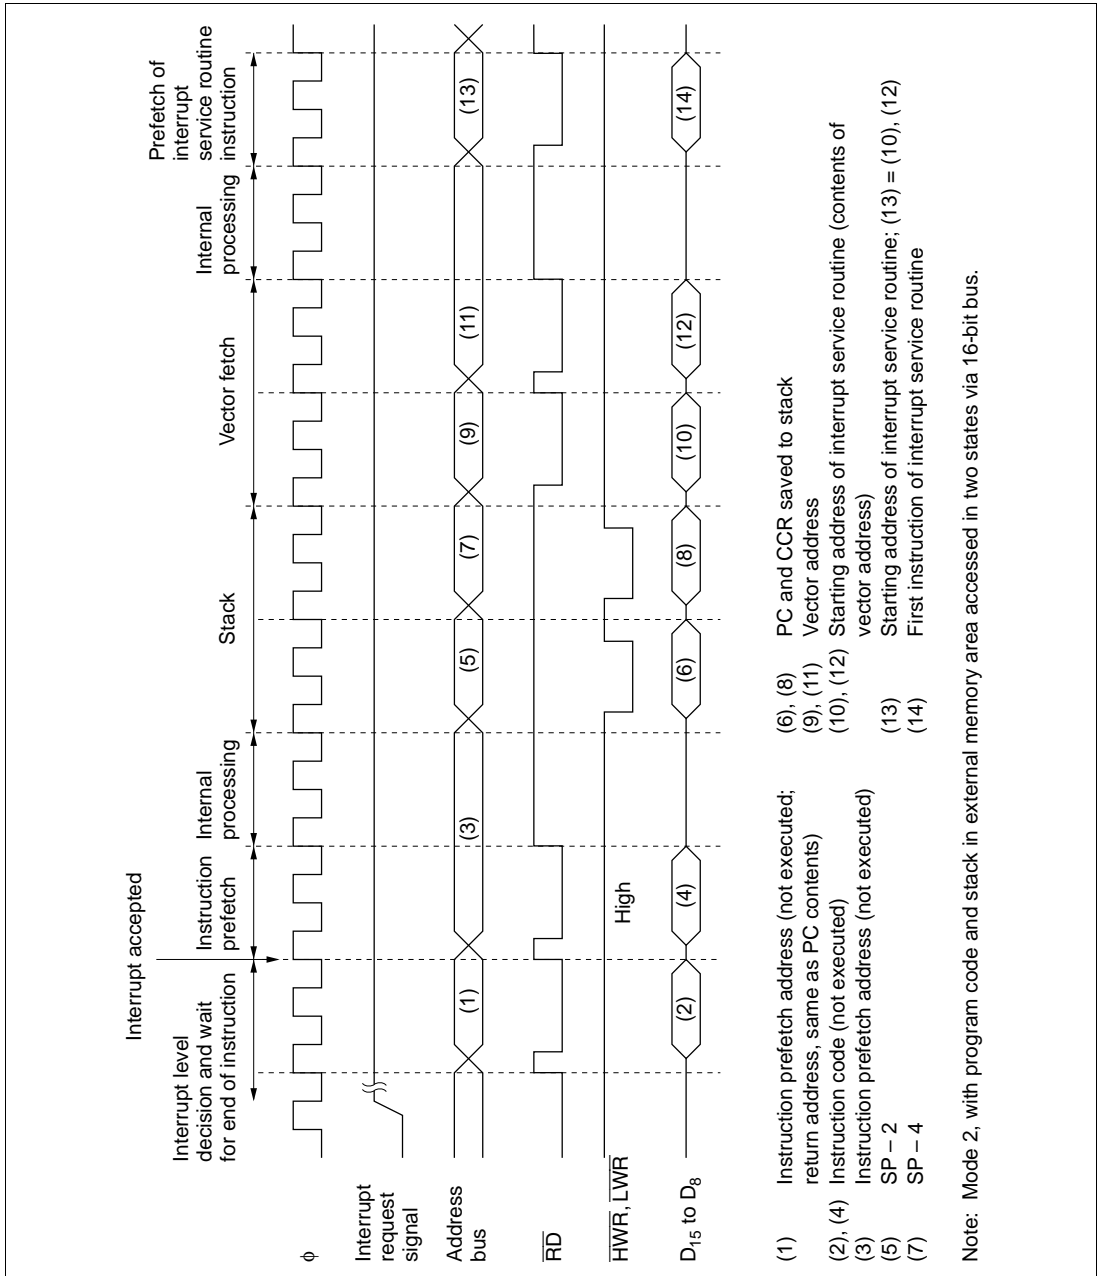 Interrupt accepted
Interrupt level
decision and wait
for end of instruction
Instruction
prefetch
Internal
processing
Stack
Vector fetch
Internal
processing
Prefetch of
interrupt
service routine
instruction
φ
Interrupt
request
signal
Address
bus
(1)
(3)
(5)
(7)
(9)
(11)
(13)
RD
HWR, LWR
High
D15 to D8
(2)
(4)
(6)
(8)
(10)
(12)
(14)
(1) Instruction prefetch address (not executed;
return address, same as PC contents)
(2), (4) Instruction code (not executed)
(3) Instruction prefetch address (not executed)
(5) SP – 2
(7) SP – 4
(6), (8) PC and CCR saved to stack
(9), (11) Vector address
(10), (12) Starting address of interrupt service routine (contents of
vector address)
(13) Starting address of interrupt service routine; (13) = (10), (12)
(14) First instruction of interrupt service routine
Note: Mode 2, with program code and stack in external memory area accessed in two states via 16-bit bus.